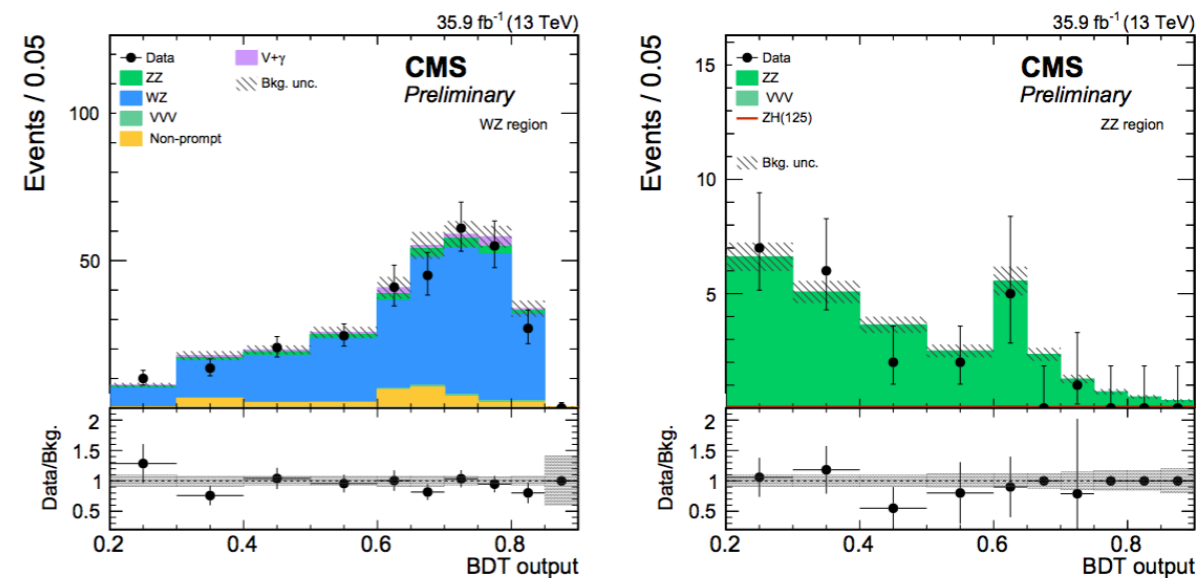 35.9 fb⁻¹ (13 TeV)
Events / 0.05
100
50
Data
ZZ
WZ
VVV
Non-prompt
V+γ
Bkg. unc.
CMS
Preliminary
WZ region
Data/Bkg.
2
1.5
1
0.5
0.2
0.4
0.6
0.8
BDT output
35.9 fb⁻¹ (13 TeV)
Events / 0.05
15
10
5
Data
ZZ
VVV
ZH(125)
Bkg. unc.
CMS
Preliminary
ZZ region
Data/Bkg.
2
1.5
1
0.5
0.2
0.4
0.6
0.8
BDT output